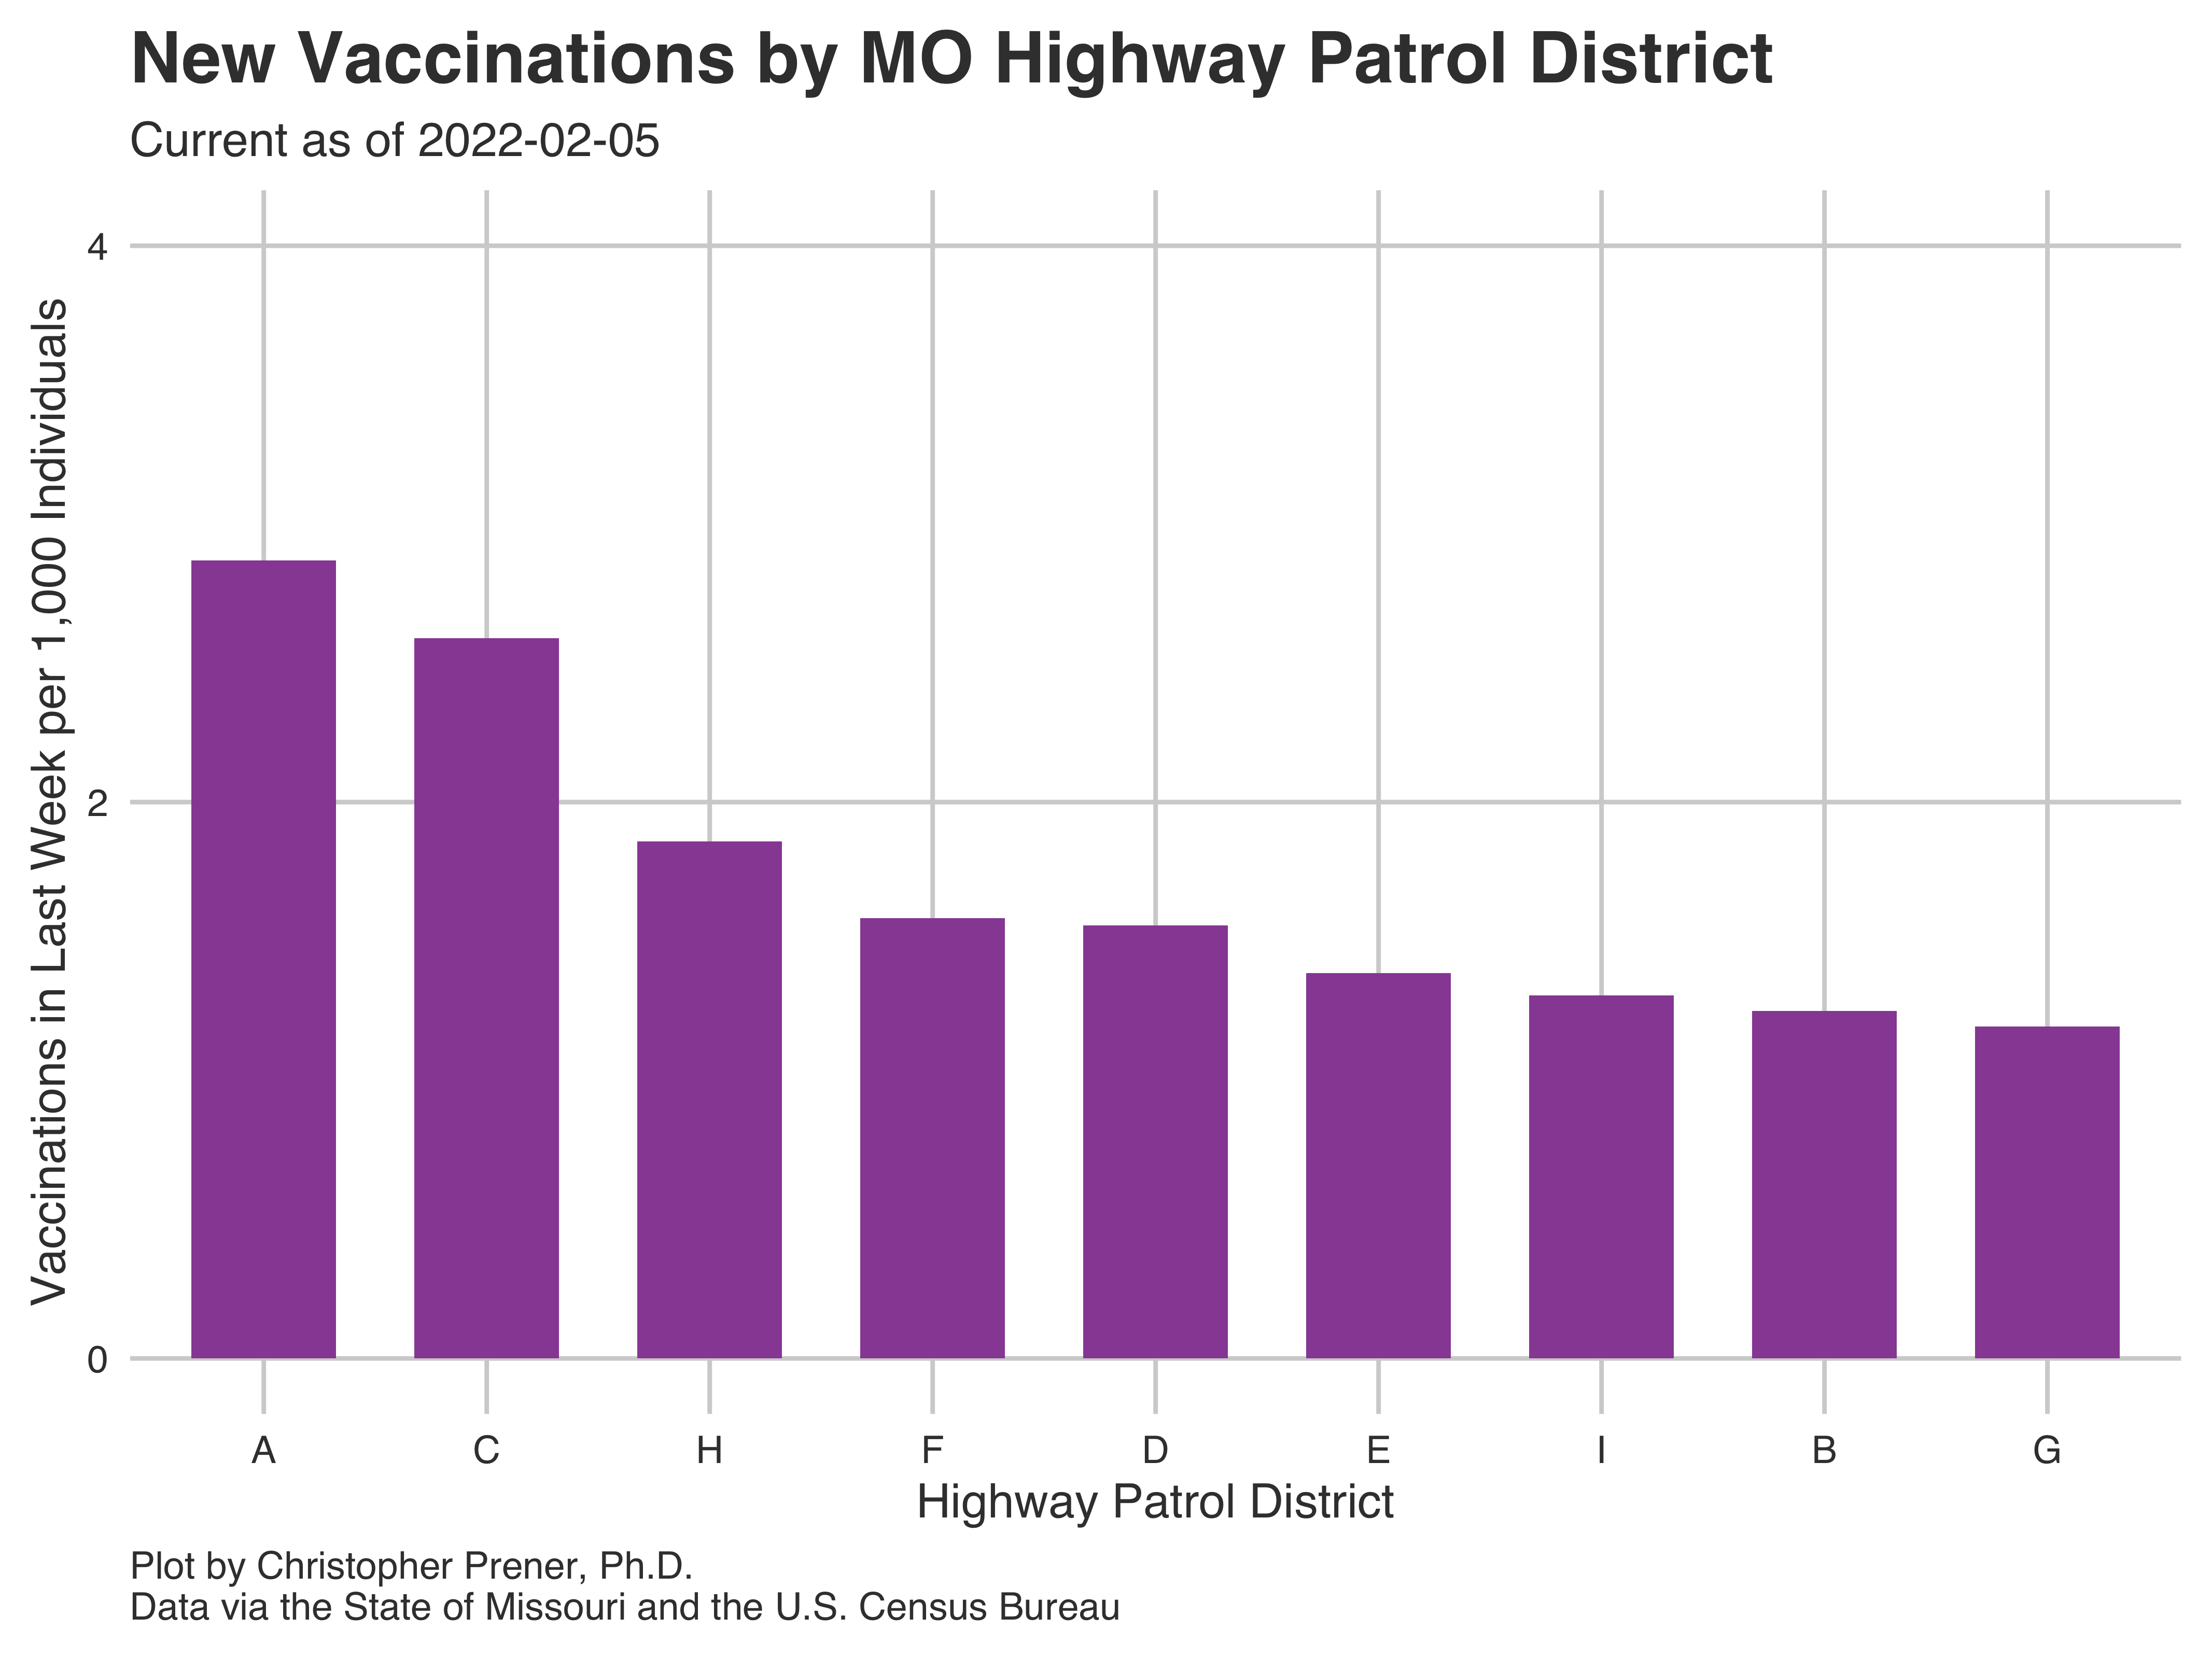 New Vaccinations by MO Highway Patrol District
Current as of 2022-02-05
Vaccinations in Last Week per 1,000 Individuals
4
2
0
A C H F D E I B G
Highway Patrol District
Plot by Christopher Prener, Ph.D.
Data via the State of Missouri and the U.S. Census Bureau